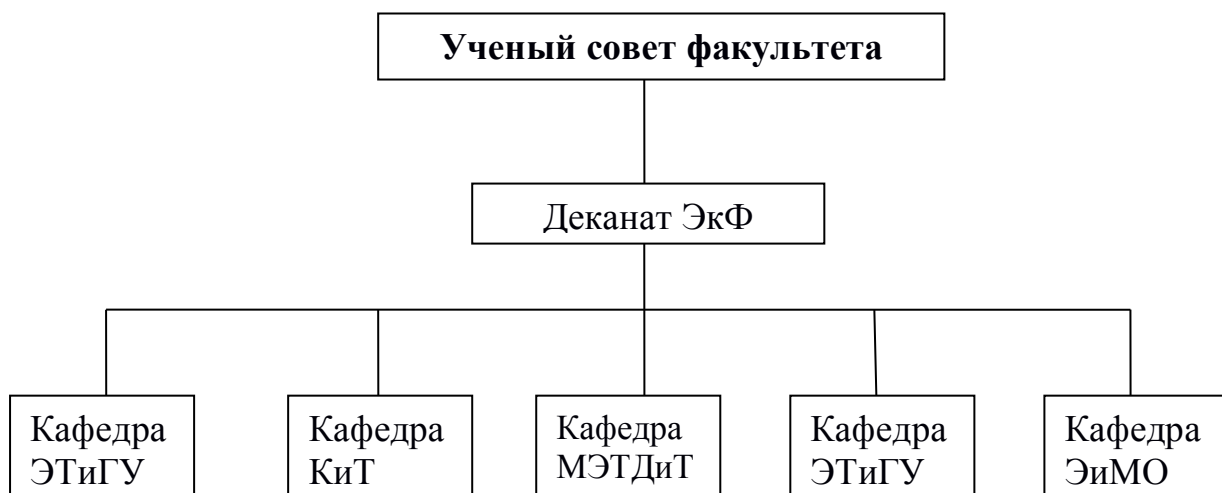 Ученый совет факультета
Деканат ЭкФ
Кафедра
ЭТиГУ
Кафедра
КиТ
Кафедра
МЭТДиТ
Кафедра
ЭТиГУ
Кафедра
ЭиМО